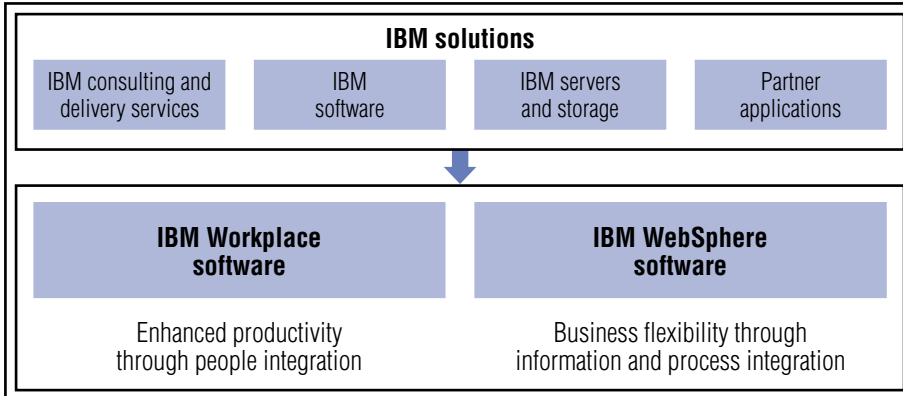 IBM solutions
IBM consulting and
delivery services
IBM
software
IBM servers
and storage
Partner
applications
IBM Workplace
software
Enhanced productivity
through people integration
IBM WebSphere
software
Business flexibility through
information and process integration